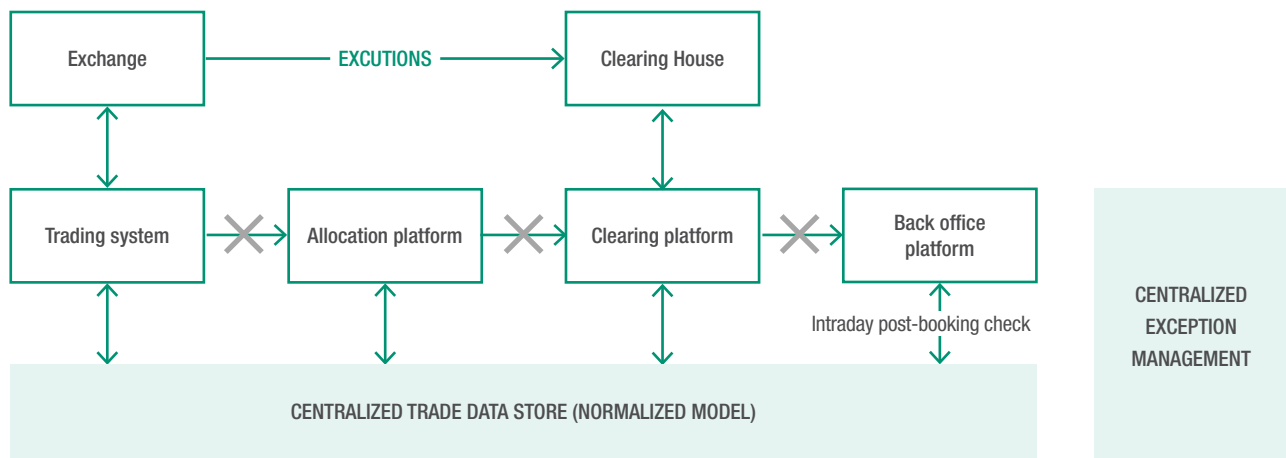 Exchange
EXCUTIONS
Clearing House
Trading system
Allocation platform
Clearing platform
Back office
platform
Intraday post-booking check
CENTRALIZED TRADE DATA STORE (NORMALIZED MODEL)
CENTRALIZED
EXCEPTION
MANAGEMENT